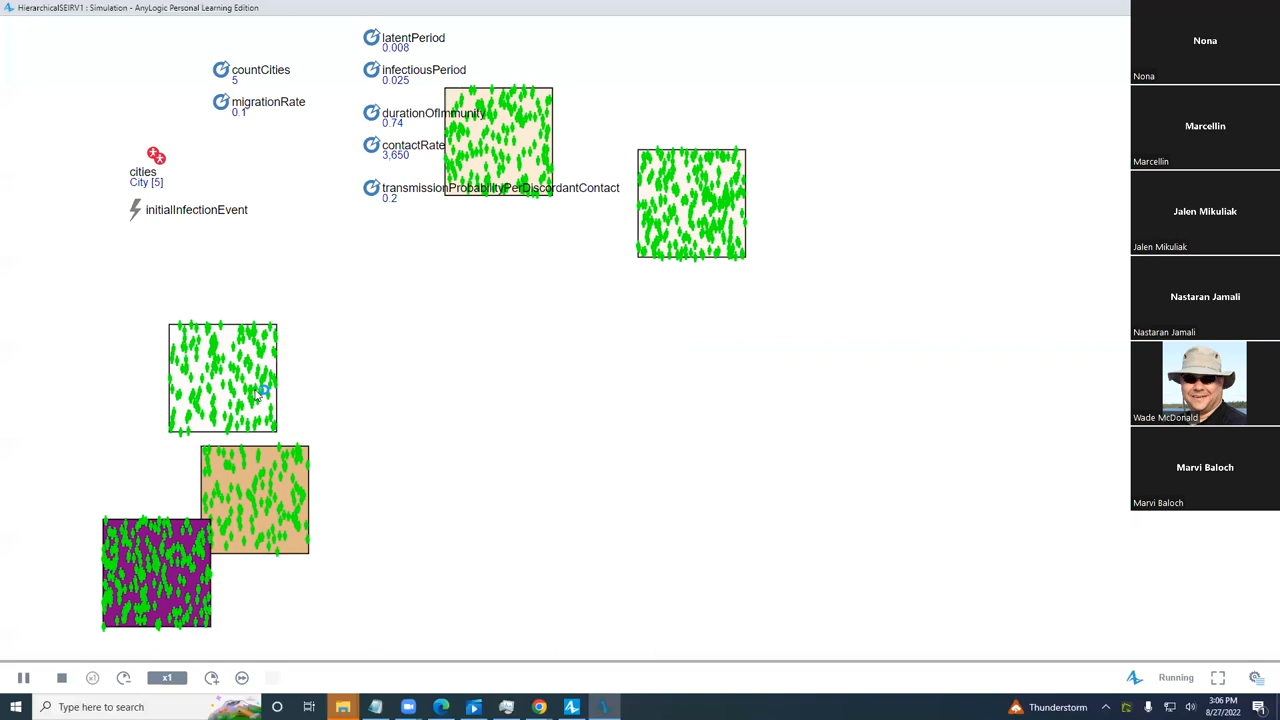 HierarchicalSEIRV1 : Simulation - AnyLogic Personal Learning Edition
countCities
5
migrationRate
0.1
cities
City [5]
initialInfectionEvent
latentPeriod
0.008
infectiousPeriod
0.025
durationOfImmunity
0.74
contactRate
3,650
transmissionProbabilityPerDiscordantContact
0.2
Nona
Nona
Marcellin
Marcellin
Jalen Mikuliak
Jalen Mikuliak
Nastaran Jamali
Nastaran Jamali
Wade McDonald
Marvi Baloch
Marvi Baloch
x1
x1
Running
Type here to search
Thunderstorm
3:06 PM
8/27/2022
1